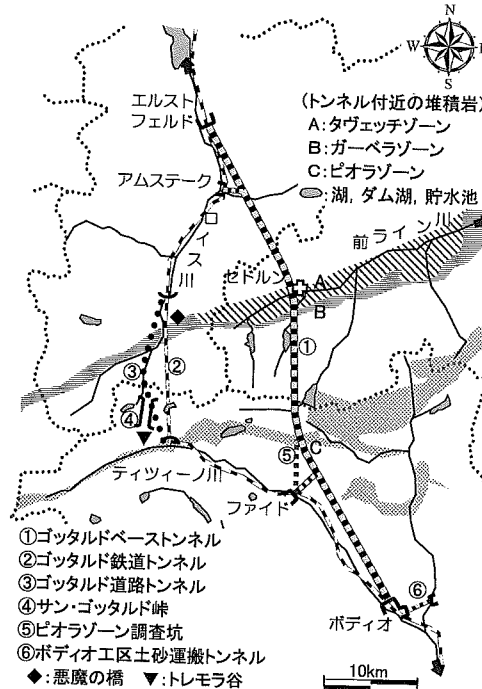 N
W
E
S
エルスト
フェルド
(トンネル付近の堆積岩)
A:タヴェッチゾーン
B:ガーベラゾーン
C:ピオラゾーン
:湖, ダム湖, 貯水池
アムステーク
ロイス川
前ライン川
セドルン
A
B
①
②
③
④
⑤
C
ティツィーノ川
ファイド
⑥
ボディオ
①ゴッタルドベーストンネル
②ゴッタルド鉄道トンネル
③ゴッタルド道路トンネル
④サン・ゴッタルド峠
⑤ピオラゾーン調査坑
⑥ボディオ工区土砂運搬トンネル
◆:悪魔の橋 ▼:トレモラ谷
10km